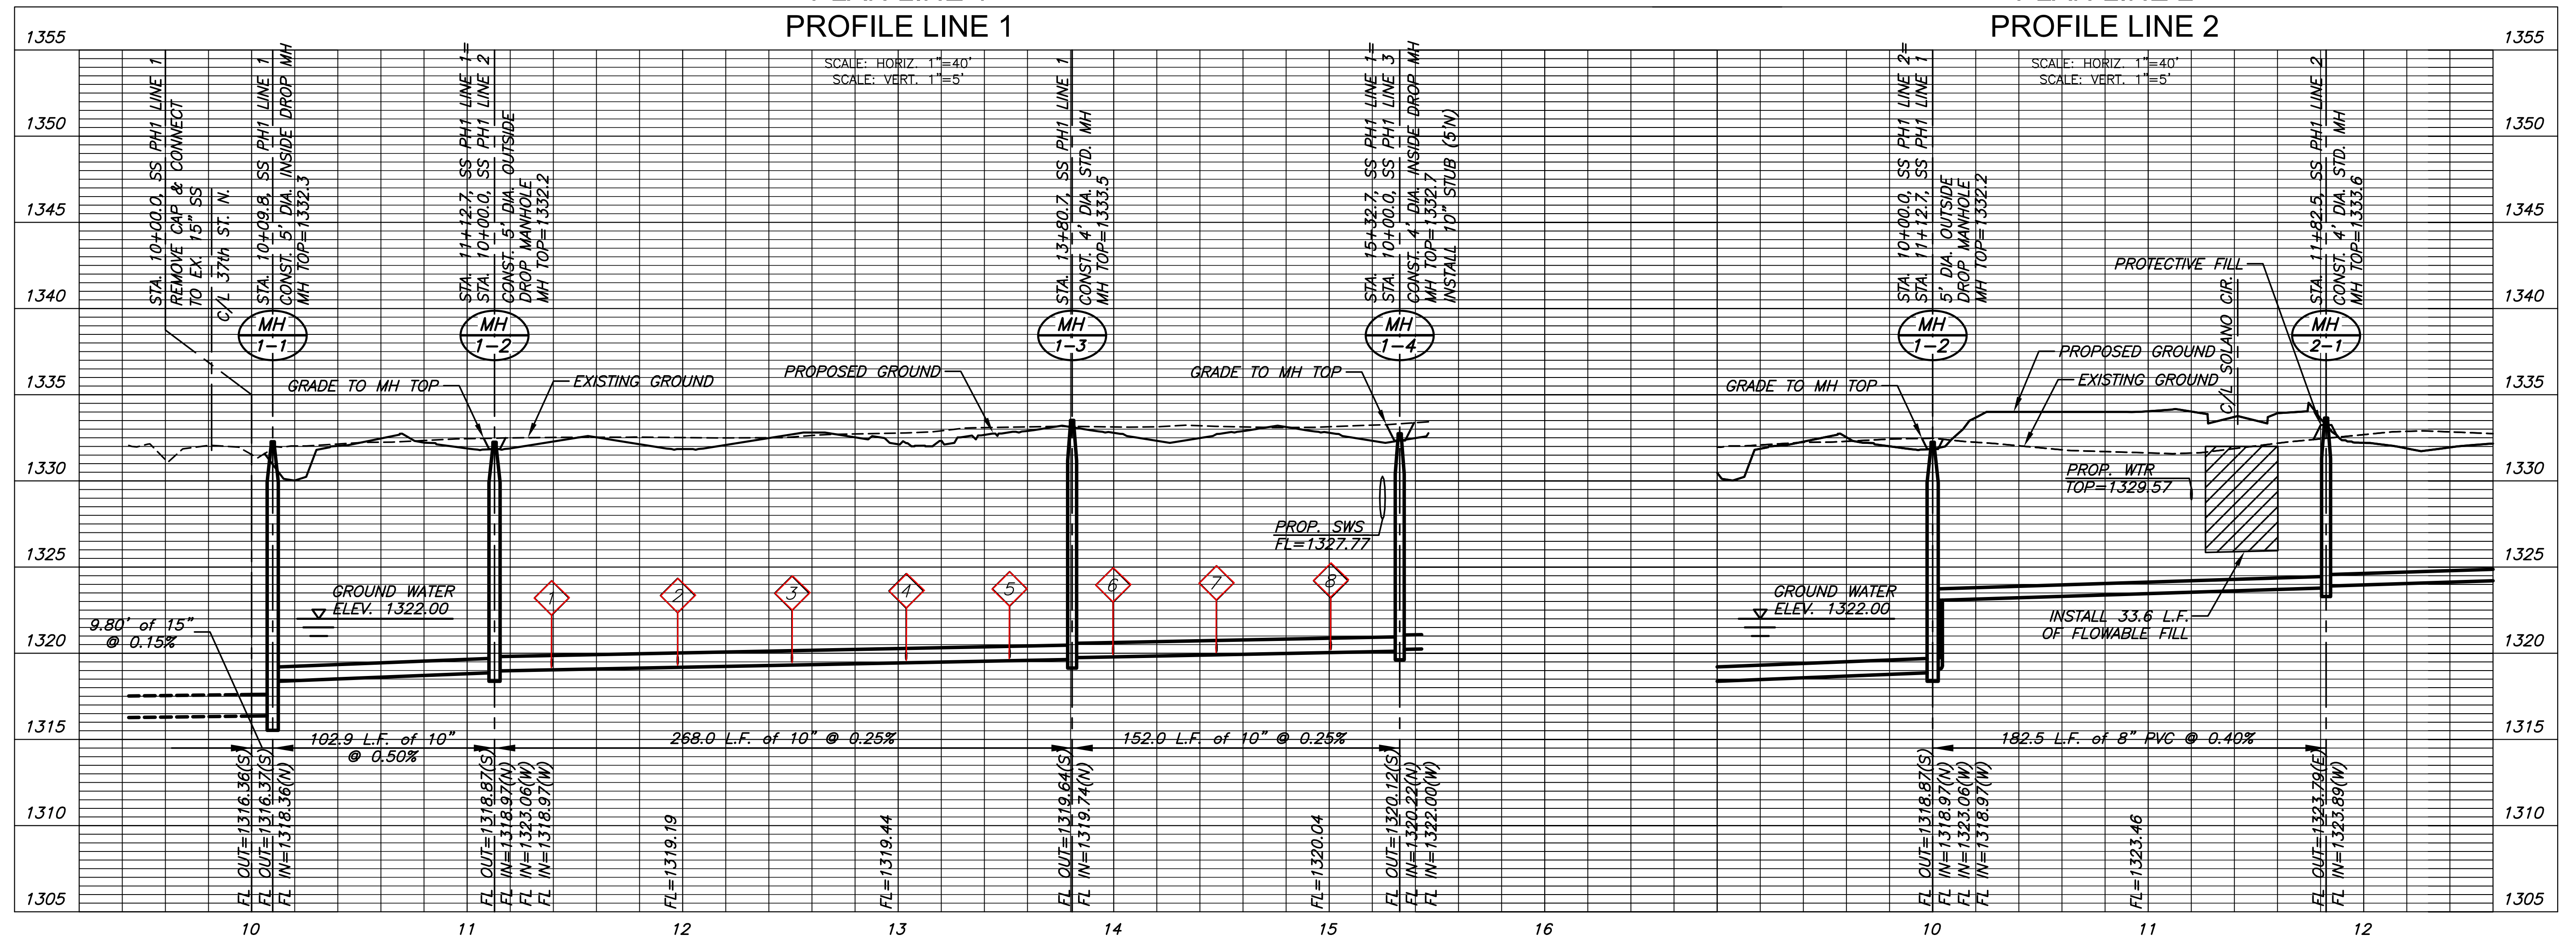 PROFILE LINE 1
PROFILE LINE 2
1355
1350
1345
1340
1335
1330
1325
1320
1315
1310
1305
SCALE: HORIZ. 1"=40'
SCALE: VERT. 1"=5'
STA. 10+00.0, SS PH1 LINE 1
REMOVE CAP & CONNECT
TO EX. 15" SS
C/L 37th ST. N.
STA. 10+09.8, SS PH1 LINE 1
CONST. 5' DIA. INSIDE DROP MH
MH TOP=1332.3
STA. 11+12.7, SS PH1 LINE 1=
STA. 10+00.0, SS PH1 LINE 2
CONST. 5' DIA. OUTSIDE
DROP MANHOLE
MH TOP=1332.2
STA. 13+80.7, SS PH1 LINE 1
CONST. 4' DIA. STD. MH
MH TOP=1333.5
STA. 15+32.7, SS PH1 LINE 1=
STA. 10+00.0, SS PH1 LINE 3
CONST. 4' DIA. INSIDE DROP MH
MH TOP=1332.7
INSTALL 10" STUB (5'N)
MH
1-1
MH
1-2
MH
1-3
MH
1-4
GRADE TO MH TOP
EXISTING GROUND
PROPOSED GROUND
GRADE TO MH TOP
PROP. SWS
FL=1327.77
GROUND WATER
ELEV. 1322.00
9.80' of 15"
@ 0.15%
1
2
3
4
5
6
7
8
102.9 L.F. of 10"
@ 0.50%
268.0 L.F. of 10" @ 0.25%
152.0 L.F. of 10" @ 0.25%
FL OUT=1316.36(S)
FL OUT=1316.37(S)
FL IN=1318.36(N)
FL OUT=1318.87(S)
FL IN=1318.97(N)
FL IN=1323.06(W)
FL IN=1318.97(W)
FL=1319.19
FL=1319.44
FL OUT=1319.64(S)
FL IN=1319.74(N)
FL=1320.04
FL OUT=1320.12(S)
FL IN=1320.22(N)
FL IN=1322.00(W)
10
11
12
13
14
15
16
SCALE: HORIZ. 1"=40'
SCALE: VERT. 1"=5'
STA. 10+00.0, SS PH1 LINE 2=
STA. 11+12.7, SS PH1 LINE 1
5' DIA. OUTSIDE
DROP MANHOLE
MH TOP=1332.2
PROTECTIVE FILL
C/L SOLANO CIR.
STA. 11+82.5, SS PH1 LINE 2
CONST. 4' DIA. STD. MH
MH TOP=1333.6
MH
1-2
MH
2-1
PROPOSED GROUND
EXISTING GROUND
GRADE TO MH TOP
PROP. WTR
TOP=1329.57
GROUND WATER
ELEV. 1322.00
INSTALL 33.6 L.F.
OF FLOWABLE FILL
182.5 L.F. of 8" PVC @ 0.40%
FL OUT=1318.87(S)
FL IN=1318.97(N)
FL IN=1323.06(W)
FL IN=1318.97(W)
FL=1323.46
FL OUT=1323.79(E)
FL IN=1323.89(W)
10
11
12
1355
1350
1345
1340
1335
1330
1325
1320
1315
1310
1305